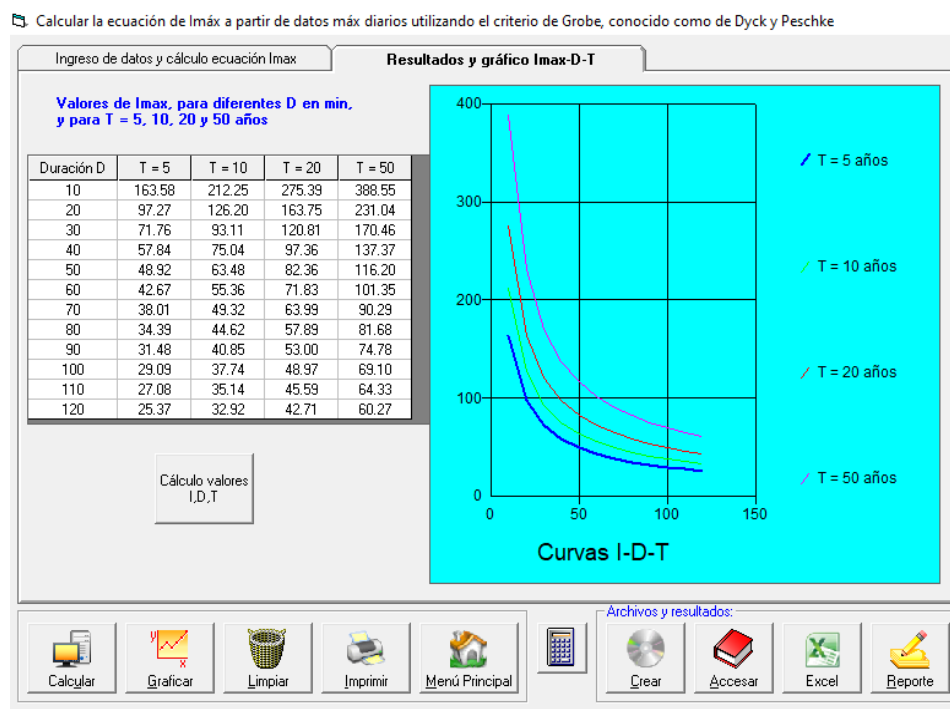 Calcular la ecuación de Imáx a partir de datos máx diarios utilizando el criterio de Grobe, conocido como de Dyck y Peschke
Ingreso de datos y cálculo ecuación Imax
Resultados y gráfico Imax-D-T
Valores de Imax, para diferentes D en min,
y para T = 5, 10, 20 y 50 años
Duración D T = 5 T = 10 T = 20 T = 50
10 163.58 212.25 275.39 388.55
20 97.27 126.20 163.75 231.04
30 71.76 93.11 120.81 170.46
40 57.84 75.04 97.36 137.37
50 48.92 63.48 82.36 116.20
60 42.67 55.36 71.83 101.35
70 38.01 49.32 63.99 90.29
80 34.39 44.62 57.89 81.68
90 31.48 40.85 53.00 74.78
100 29.09 37.74 48.97 69.10
110 27.08 35.14 45.59 64.33
120 25.37 32.92 42.71 60.27
Cálculo valores
I,D,T
400
300
200
100
0
0 50 100 150
Curvas I-D-T
T = 5 años
T = 10 años
T = 20 años
T = 50 años
Archivos y resultados:
y
x
Calcular
Graficar
Limpiar
Imprimir
Menú Principal
Crear
Accesar
Excel
Reporte